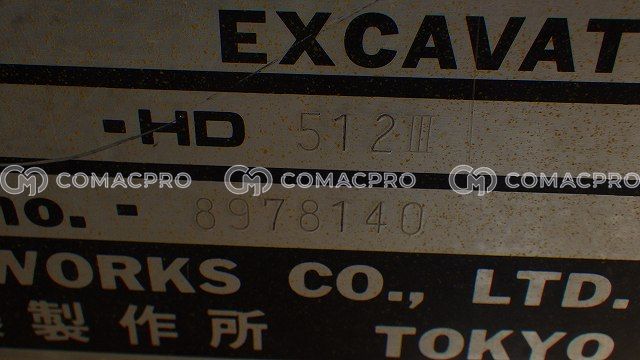 EXCAVAT
-HD 512III
COMACPRO COMACPRO COMACPRO
no. - 8978140
WORKS CO., LTD.
製作所 TOKYO